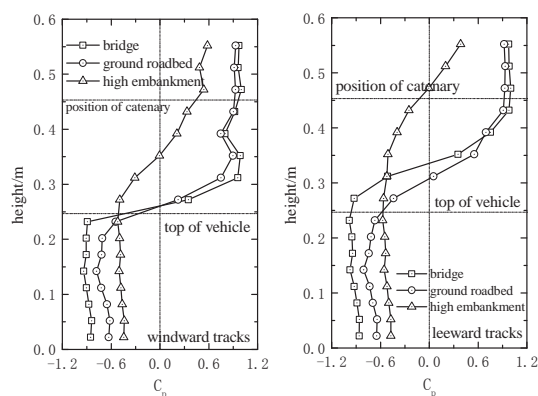 height/m
0.6
0.5
0.4
0.3
0.2
0.1
0.0
bridge
ground roadbed
high embankment
position of catenary
top of vehicle
windward tracks
-1.2 -0.6 0.0 0.6 1.2
C_p
height/m
0.6
0.5
0.4
0.3
0.2
0.1
0.0
position of catenary
top of vehicle
bridge
ground roadbed
high embankment
leeward tracks
-1.2 -0.6 0.0 0.6 1.2
C_p